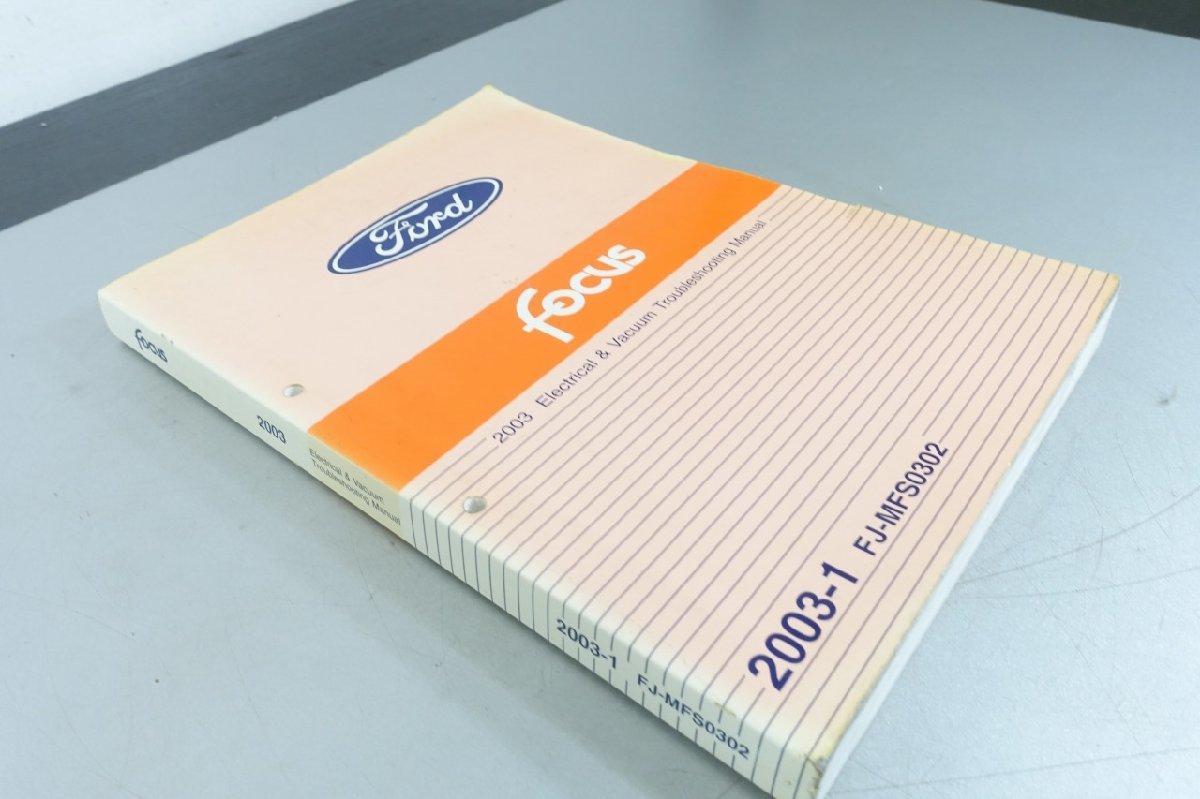 Ford
focus
2003 Electrical & Vacuum Troubleshooting Manual
2003-1 FJ-MFS0302
focus
2003
Electrical & Vacuum
Troubleshooting Manual
2003-1 FJ-MFS0302